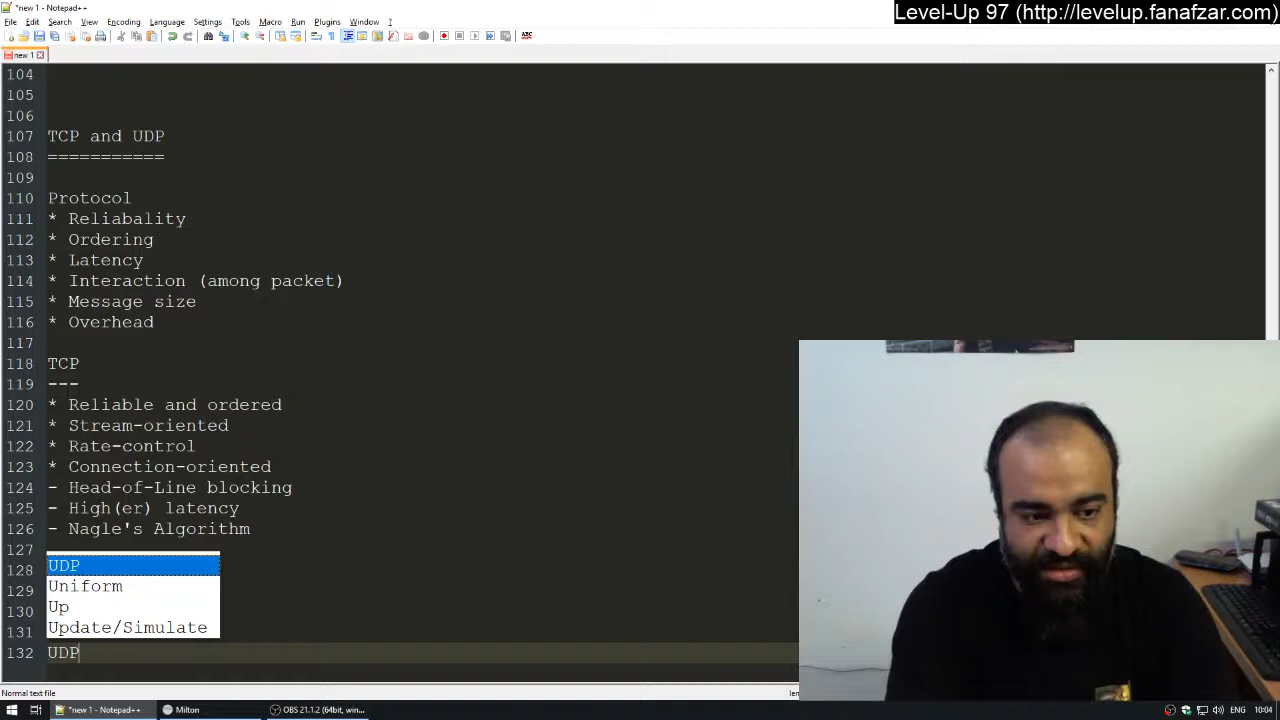 *new 1 - Notepad++
Level-Up 97 (http://levelup.fanafzar.com)
File Edit Search View Encoding Language Settings Tools Macro Run Plugins Window ?
new 1
104
105
106
107 TCP and UDP
108 ===========
109
110 Protocol
111 * Reliabality
112 * Ordering
113 * Latency
114 * Interaction (among packet)
115 * Message size
116 * Overhead
117
118 TCP
119 ---
120 * Reliable and ordered
121 * Stream-oriented
122 * Rate-control
123 * Connection-oriented
124 - Head-of-Line blocking
125 - High(er) latency
126 - Nagle's Algorithm
127
128 UDP
129 Uniform
130 Up
131 Update/Simulate
132 UDP
Normal text file
len
*new 1 - Notepad++
Milton
OBS 21.1.2 (64bit, win...
ENG
10:04